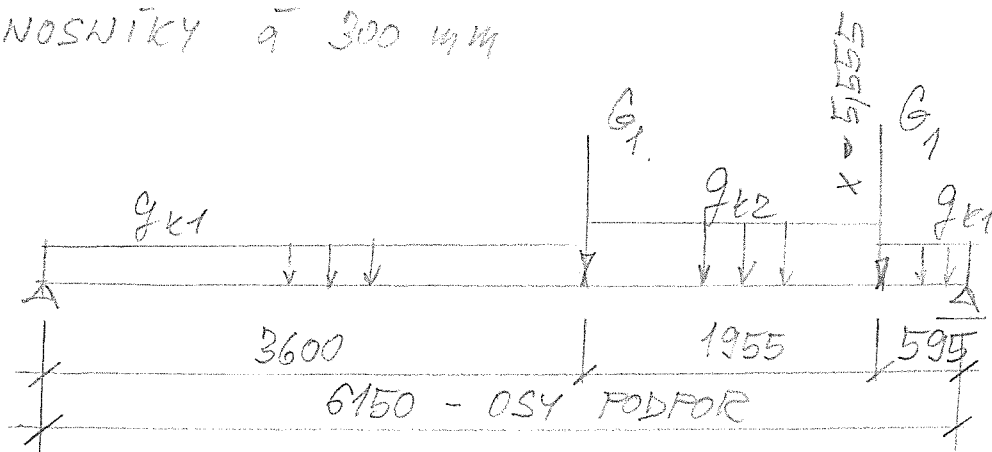 NOSNÍKY á 300 mm
x = 5,555
G1
G1
gk1
gk2
gk1
3600
1955
595
6150 - OSY PODPOR